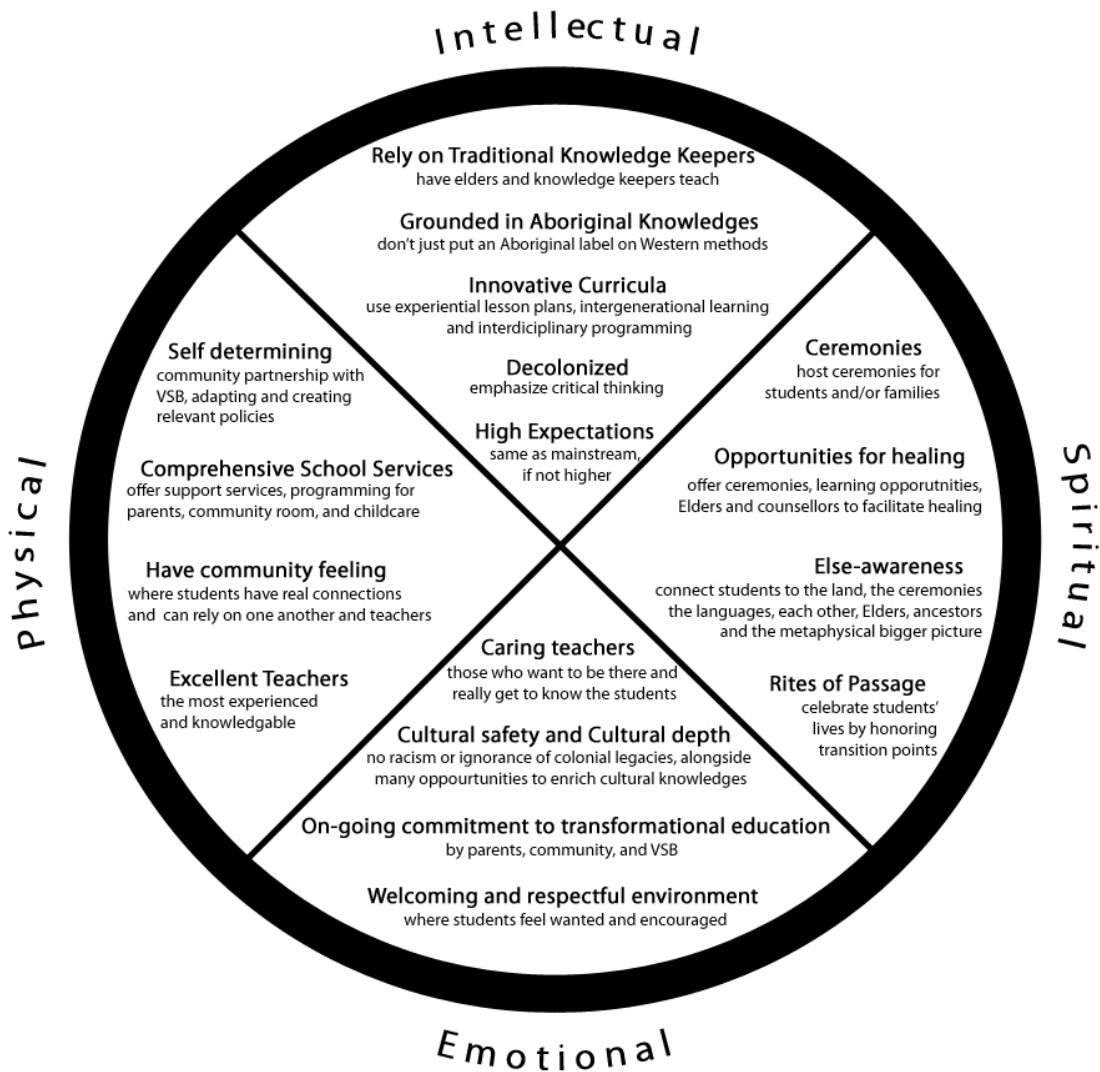 Intellectual
Rely on Traditional Knowledge Keepers
have elders and knowledge keepers teach
Grounded in Aboriginal Knowledges
don't just put an Aboriginal label on Western methods
Innovative Curricula
use experiential lesson plans, intergenerational learning
and interdiciplinary programming
Decolonized
emphasize critical thinking
High Expectations
same as mainstream,
if not higher
Spiritual
Ceremonies
host ceremonies for
students and/or families
Opportunities for healing
offer ceremonies, learning opporutnities,
Elders and counsellors to facilitate healing
Else-awareness
connect students to the land, the ceremonies
the languages, each other, Elders, ancestors
and the metaphysical bigger picture
Rites of Passage
celebrate students'
lives by honoring
transition points
Emotional
Caring teachers
those who want to be there and
really get to know the students
Cultural safety and Cultural depth
no racism or ignorance of colonial legacies, alongside
many oppourtunities to enrich cultural knowledges
On-going commitment to transformational education
by parents, community, and VSB
Welcoming and respectful environment
where students feel wanted and encouraged
Physical
Self determining
community partnership with
VSB, adapting and creating
relevant policies
Comprehensive School Services
offer support services, programming for
parents, community room, and childcare
Have community feeling
where students have real connections
and can rely on one another and teachers
Excellent Teachers
the most experienced
and knowledgable